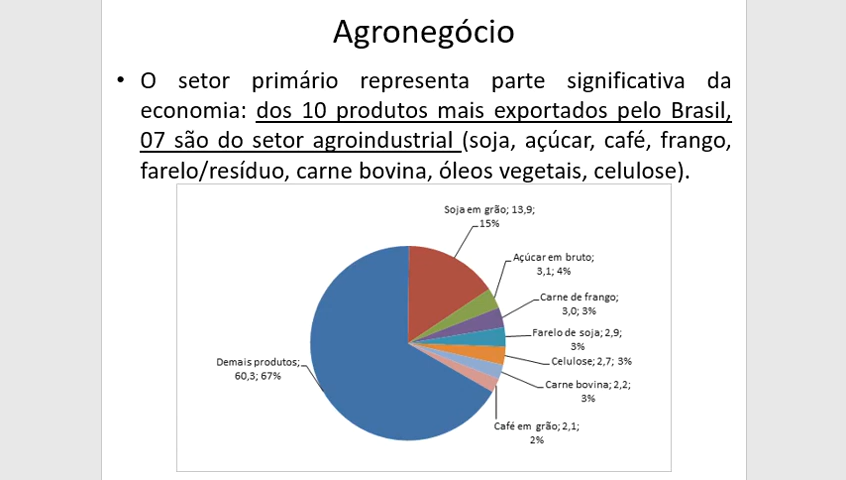 Agronegócio
• O setor primário representa parte significativa da
economia: dos 10 produtos mais exportados pelo Brasil,
07 são do setor agroindustrial (soja, açúcar, café, frango,
farelo/resíduo, carne bovina, óleos vegetais, celulose).
Soja em grão; 13,9;
15%
Açúcar em bruto;
3,1; 4%
Carne de frango;
3,0; 3%
Farelo de soja; 2,9;
3%
Celulose; 2,7; 3%
Carne bovina; 2,2;
3%
Café em grão; 2,1;
2%
Demais produtos;
60,3; 67%